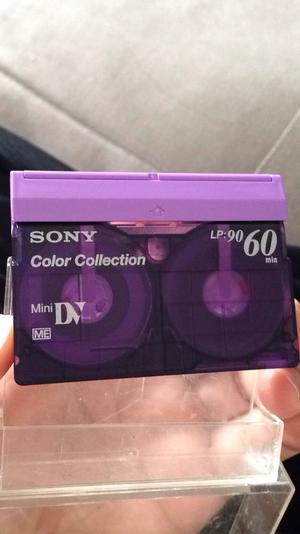 SONY
LP:90 60 min
Color Collection
Mini DV
ME